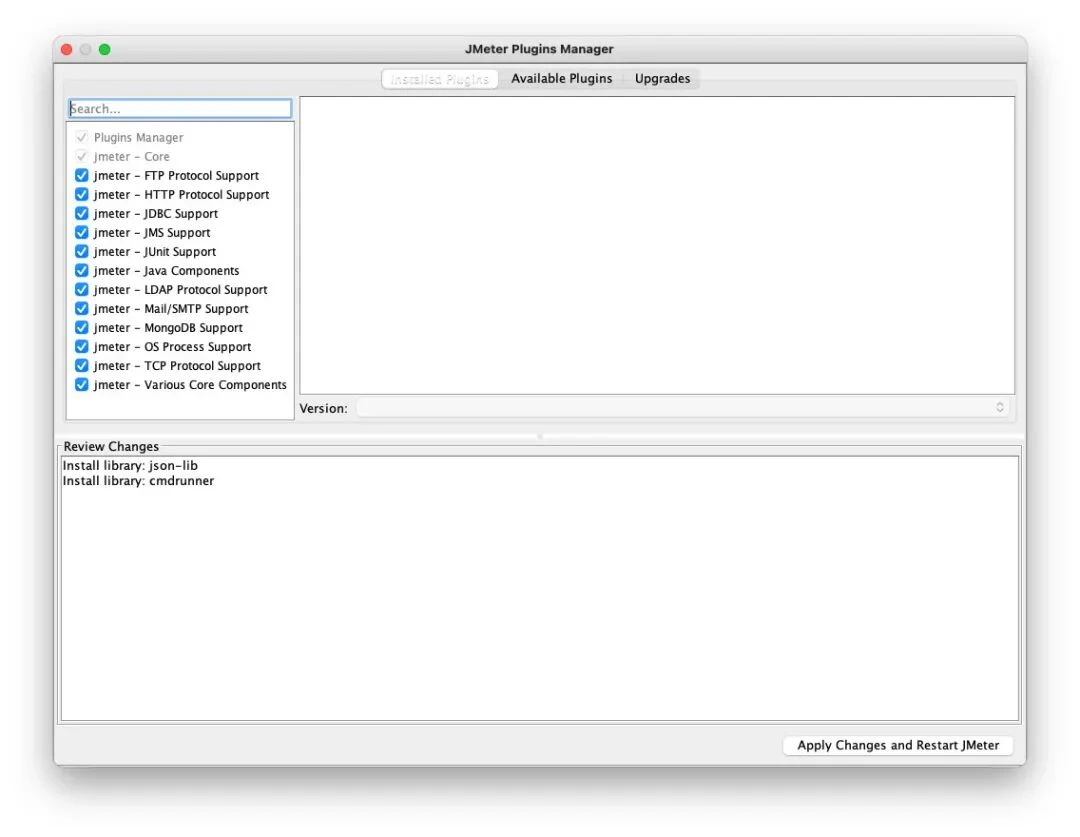 JMeter Plugins Manager
Installed Plugins Available Plugins Upgrades
Search...
Plugins Manager
jmeter – Core
jmeter – FTP Protocol Support
jmeter – HTTP Protocol Support
jmeter – JDBC Support
jmeter – JMS Support
jmeter – JUnit Support
jmeter – Java Components
jmeter – LDAP Protocol Support
jmeter – Mail/SMTP Support
jmeter – MongoDB Support
jmeter – OS Process Support
jmeter – TCP Protocol Support
jmeter – Various Core Components
Version:
Review Changes
Install library: json-lib
Install library: cmdrunner
Apply Changes and Restart JMeter